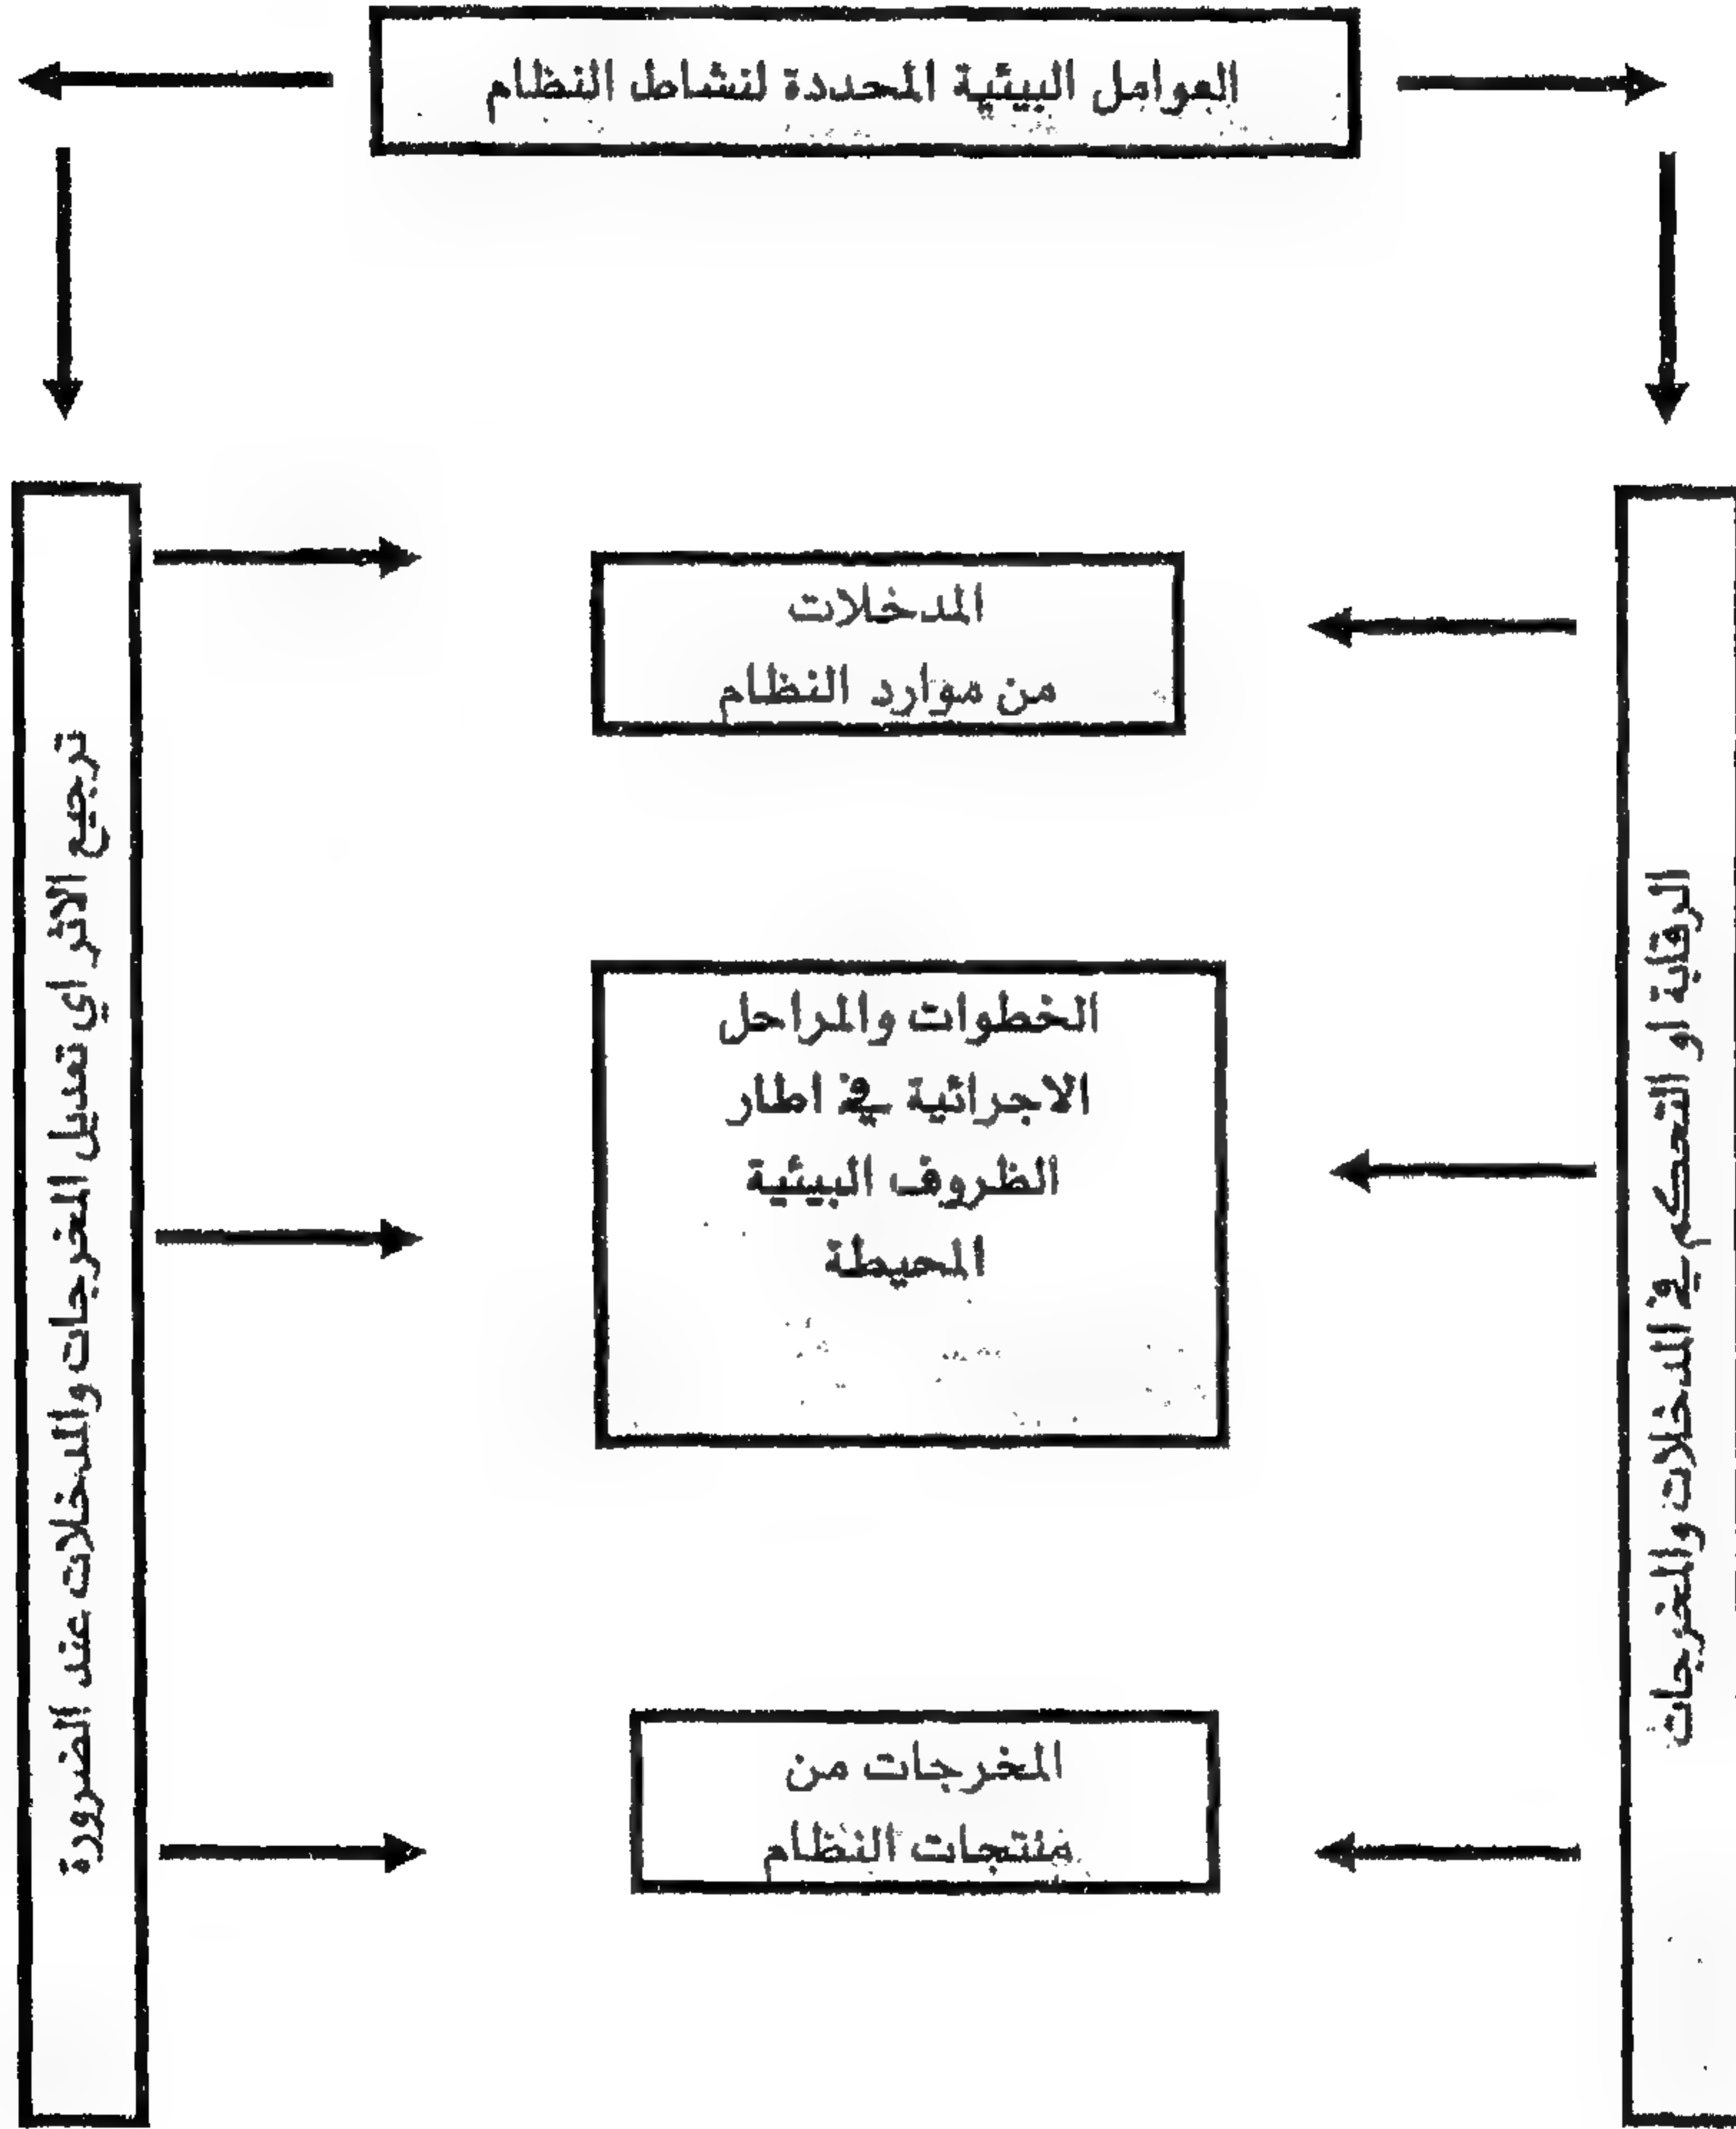 العوامل البيئية المحددة لنشاط النظام
المدخلات
من موارد النظام
الرقابة او التحكم في المدخلات والمخرجات
ترجيع الاثر اي تعديل المخرجات والمدخلات عند الضرورة
الخطوات والمراحل
الاجرائية في اطار
الظروف البيئية
المحيطة
المخرجات من
منتجات النظام